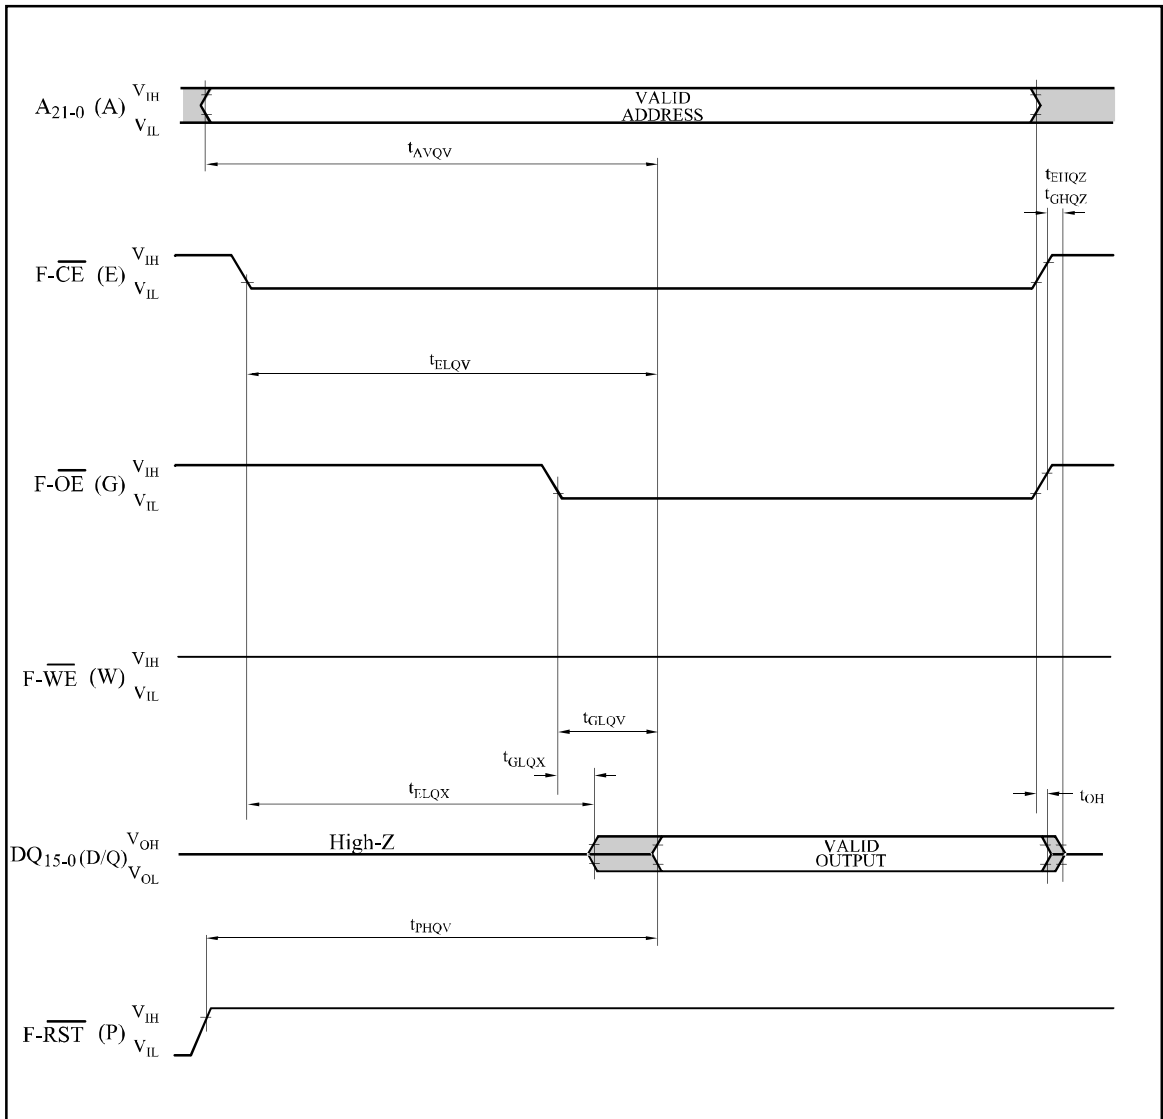 A21-0 (A) VIH
VIL
VALID
ADDRESS
tAVQV
tEHQZ
tGHQZ
F-CE (E) VIH
VIL
tELQV
F-OE (G) VIH
VIL
F-WE (W) VIH
VIL
tGLQV
tGLQX
tELQX
tOH
DQ15-0 (D/Q) VOH
VOL
High-Z
VALID
OUTPUT
tPHQV
F-RST (P) VIH
VIL